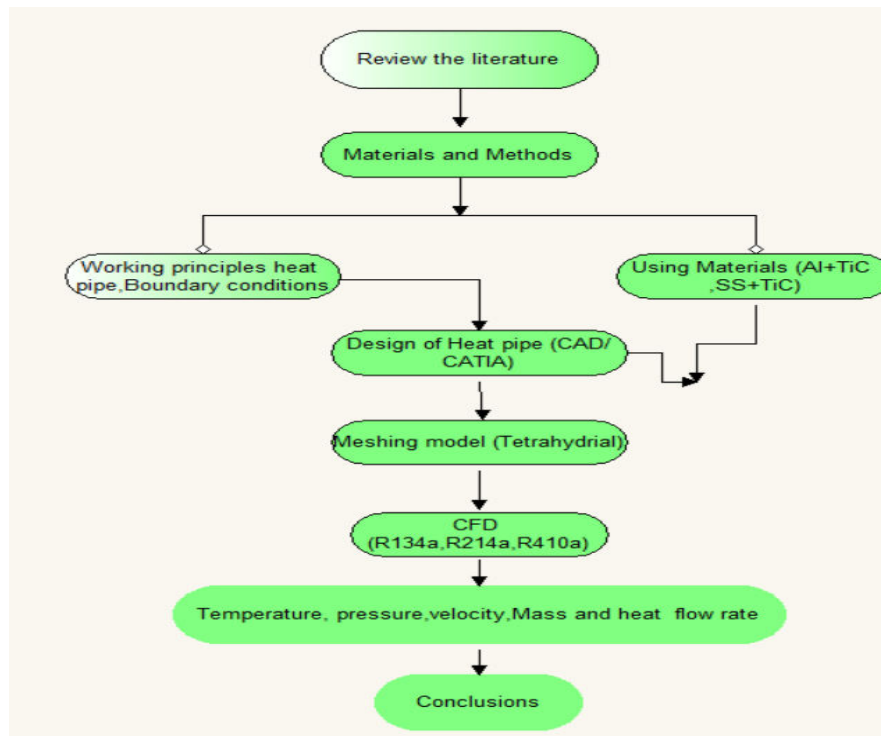 Review the literature
Materials and Methods
Working principles heat
pipe,Boundary conditions
Using Materials (Al+TiC
,SS+TiC)
Design of Heat pipe (CAD/
CATIA)
Meshing model (Tetrahydrial)
CFD
(R134a,R214a,R410a)
Temperature, pressure,velocity,Mass and heat flow rate
Conclusions